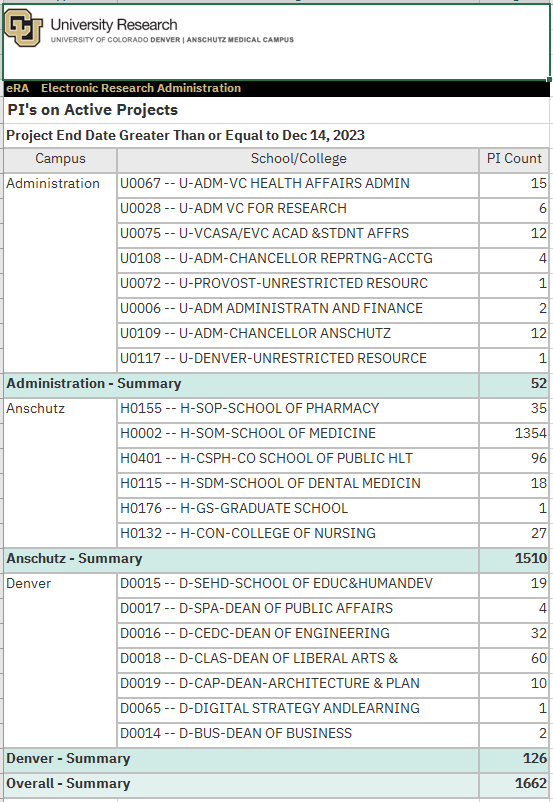 University Research
UNIVERSITY OF COLORADO DENVER | ANSCHUTZ MEDICAL CAMPUS
eRA Electronic Research Administration
PI's on Active Projects
Project End Date Greater Than or Equal to Dec 14, 2023
Campus School/College PI Count
Administration U0067 -- U-ADM-VC HEALTH AFFAIRS ADMIN 15
U0028 -- U-ADM VC FOR RESEARCH 6
U0075 -- U-VCASA/EVC ACAD &STDNT AFFRS 12
U0108 -- U-ADM-CHANCELLOR REPRTNG-ACCTG 4
U0072 -- U-PROVOST-UNRESTRICTED RESOURC 1
U0006 -- U-ADM ADMINISTRATN AND FINANCE 2
U0109 -- U-ADM-CHANCELLOR ANSCHUTZ 12
U0117 -- U-DENVER-UNRESTRICTED RESOURCE 1
Administration - Summary 52
Anschutz H0155 -- H-SOP-SCHOOL OF PHARMACY 35
H0002 -- H-SOM-SCHOOL OF MEDICINE 1354
H0401 -- H-CSPH-CO SCHOOL OF PUBLIC HLT 96
H0115 -- H-SDM-SCHOOL OF DENTAL MEDICIN 18
H0176 -- H-GS-GRADUATE SCHOOL 1
H0132 -- H-CON-COLLEGE OF NURSING 27
Anschutz - Summary 1510
Denver D0015 -- D-SEHD-SCHOOL OF EDUC&HUMANDEV 19
D0017 -- D-SPA-DEAN OF PUBLIC AFFAIRS 4
D0016 -- D-CEDC-DEAN OF ENGINEERING 32
D0018 -- D-CLAS-DEAN OF LIBERAL ARTS & 60
D0019 -- D-CAP-DEAN-ARCHITECTURE & PLAN 10
D0065 -- D-DIGITAL STRATEGY ANDLEARNING 1
D0014 -- D-BUS-DEAN OF BUSINESS 2
Denver - Summary 126
Overall - Summary 1662